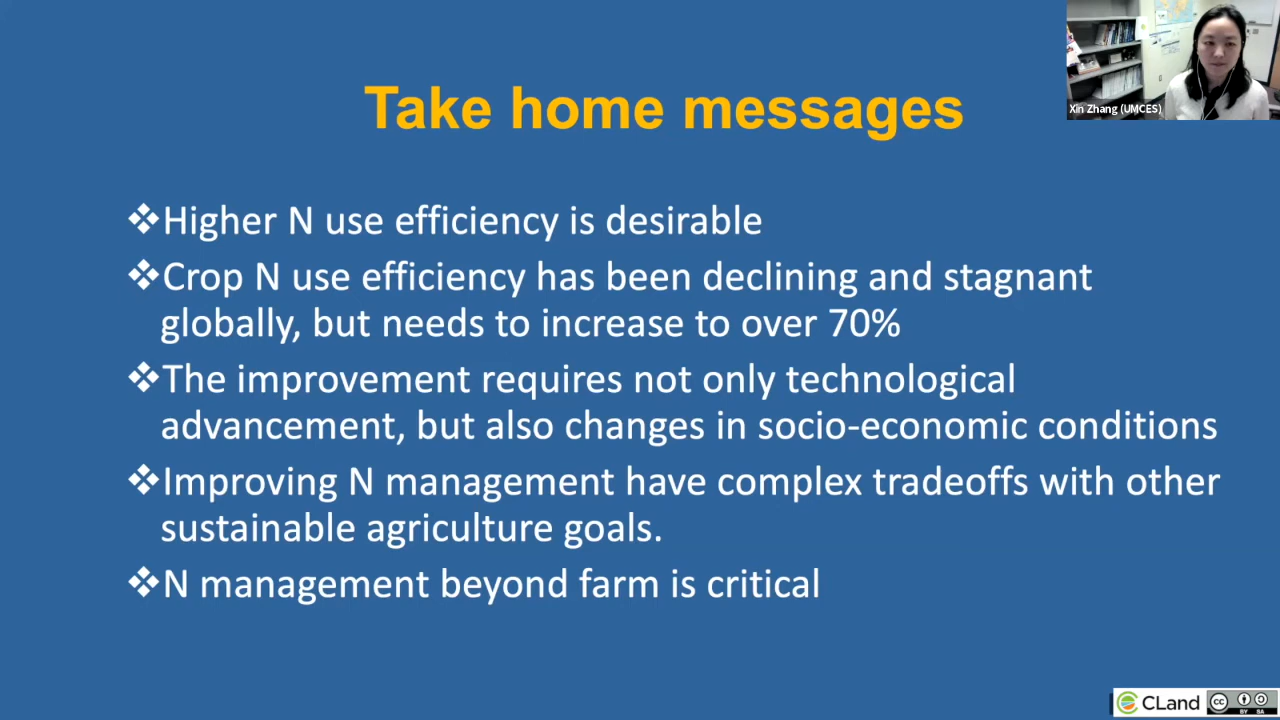 Take home messages
Xin Zhang (UMCES)
❖Higher N use efficiency is desirable
❖Crop N use efficiency has been declining and stagnant
globally, but needs to increase to over 70%
❖The improvement requires not only technological
advancement, but also changes in socio-economic conditions
❖Improving N management have complex tradeoffs with other
sustainable agriculture goals.
❖N management beyond farm is critical
CLand
cc
BY SA